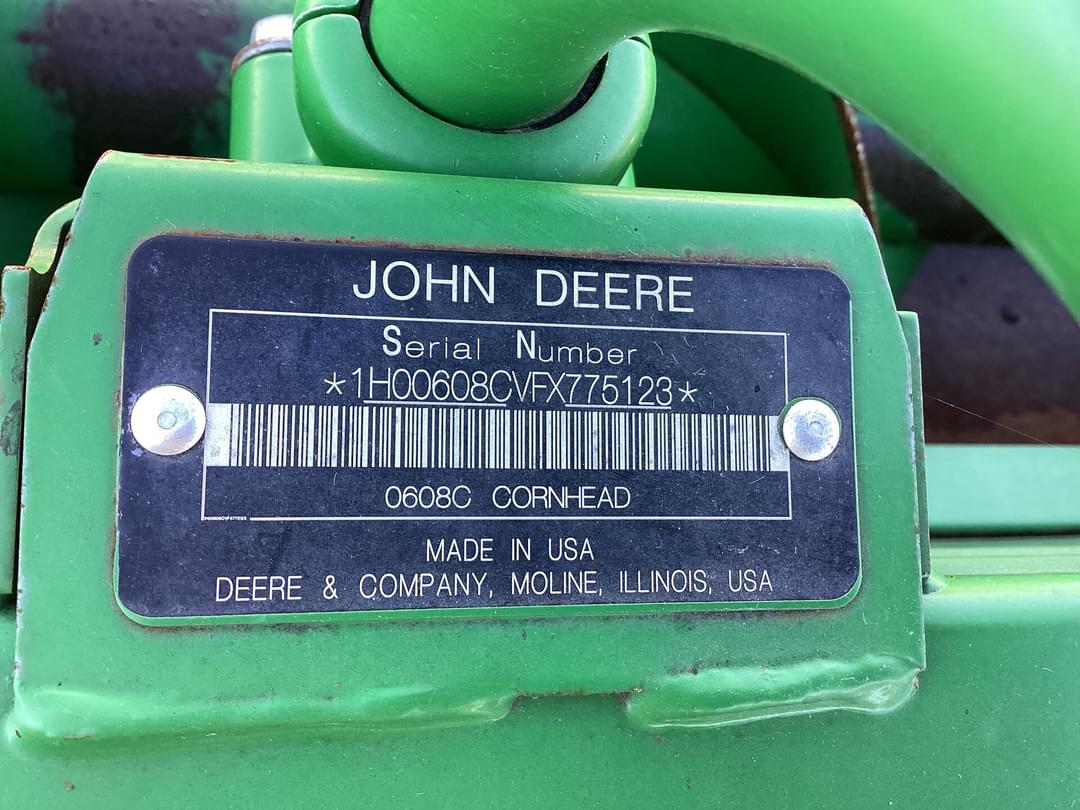 JOHN DEERE
Serial Number
*1H00608CVFX775123*
0608C CORNHEAD
MADE IN USA
DEERE & COMPANY, MOLINE, ILLINOIS, USA